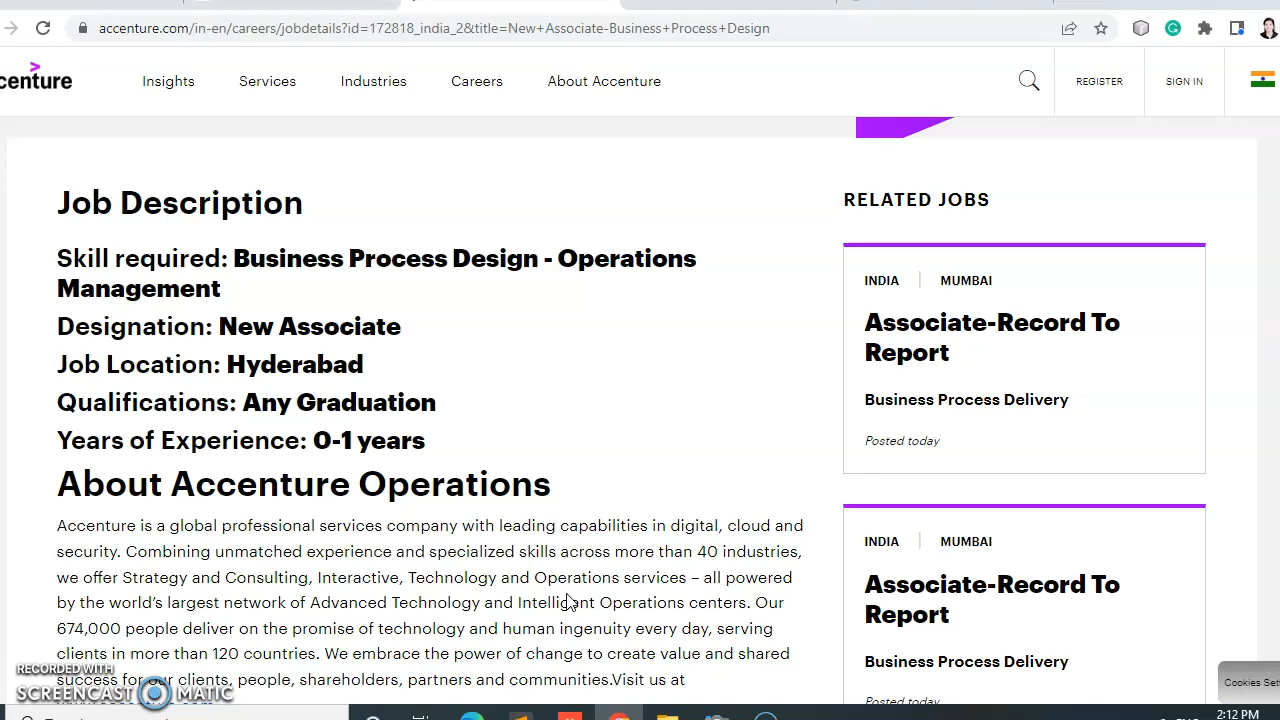 accenture.com/in-en/careers/jobdetails?id=172818_india_2&title=New+Associate-Business+Process+Design
centure
Insights
Services
Industries
Careers
About Accenture
REGISTER
SIGN IN
Job Description
Skill required: Business Process Design - Operations
Management
Designation: New Associate
Job Location: Hyderabad
Qualifications: Any Graduation
Years of Experience: 0-1 years
About Accenture Operations
Accenture is a global professional services company with leading capabilities in digital, cloud and
security. Combining unmatched experience and specialized skills across more than 40 industries,
we offer Strategy and Consulting, Interactive, Technology and Operations services – all powered
by the world's largest network of Advanced Technology and Intelligent Operations centers. Our
674,000 people deliver on the promise of technology and human ingenuity every day, serving
clients in more than 120 countries. We embrace the power of change to create value and shared
success for our clients, people, shareholders, partners and communities.Visit us at
RELATED JOBS
INDIA
MUMBAI
Associate-Record To
Report
Business Process Delivery
Posted today
INDIA
MUMBAI
Associate-Record To
Report
Business Process Delivery
Posted today
Cookies Set
RECORDED WITH
SCREENCAST MATIC
2:12 PM